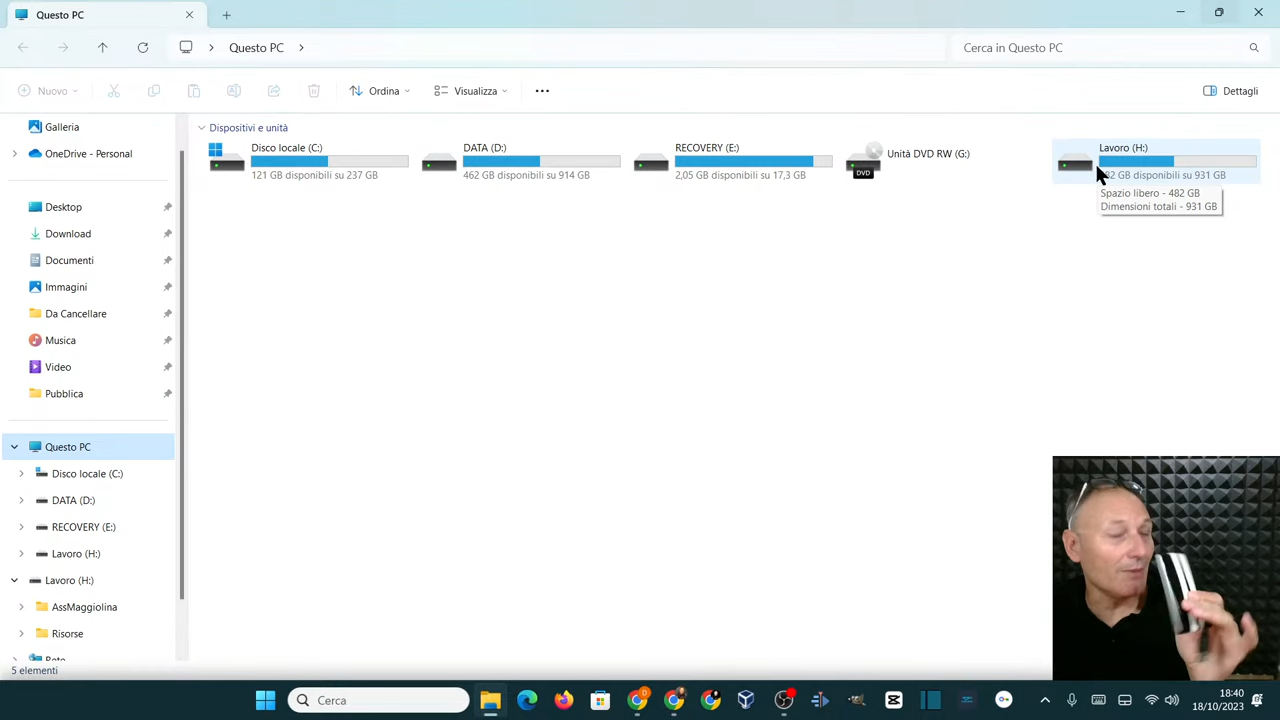 Questo PC
Questo PC
Cerca in Questo PC
Nuovo
Ordina
Visualizza
Dettagli
Galleria
OneDrive - Personal
Desktop
Download
Documenti
Immagini
Da Cancellare
Musica
Video
Pubblica
Questo PC
Disco locale (C:)
DATA (D:)
RECOVERY (E:)
Lavoro (H:)
Lavoro (H:)
AssMaggiolina
Risorse
Rete
Dispositivi e unità
Disco locale (C:)
121 GB disponibili su 237 GB
DATA (D:)
462 GB disponibili su 914 GB
RECOVERY (E:)
2,05 GB disponibili su 17,3 GB
Unità DVD RW (G:)
DVD
Lavoro (H:)
GB disponibili su 931 GB
Spazio libero - 482 GB
Dimensioni totali - 931 GB
5 elementi
Cerca
18:40
18/10/2023